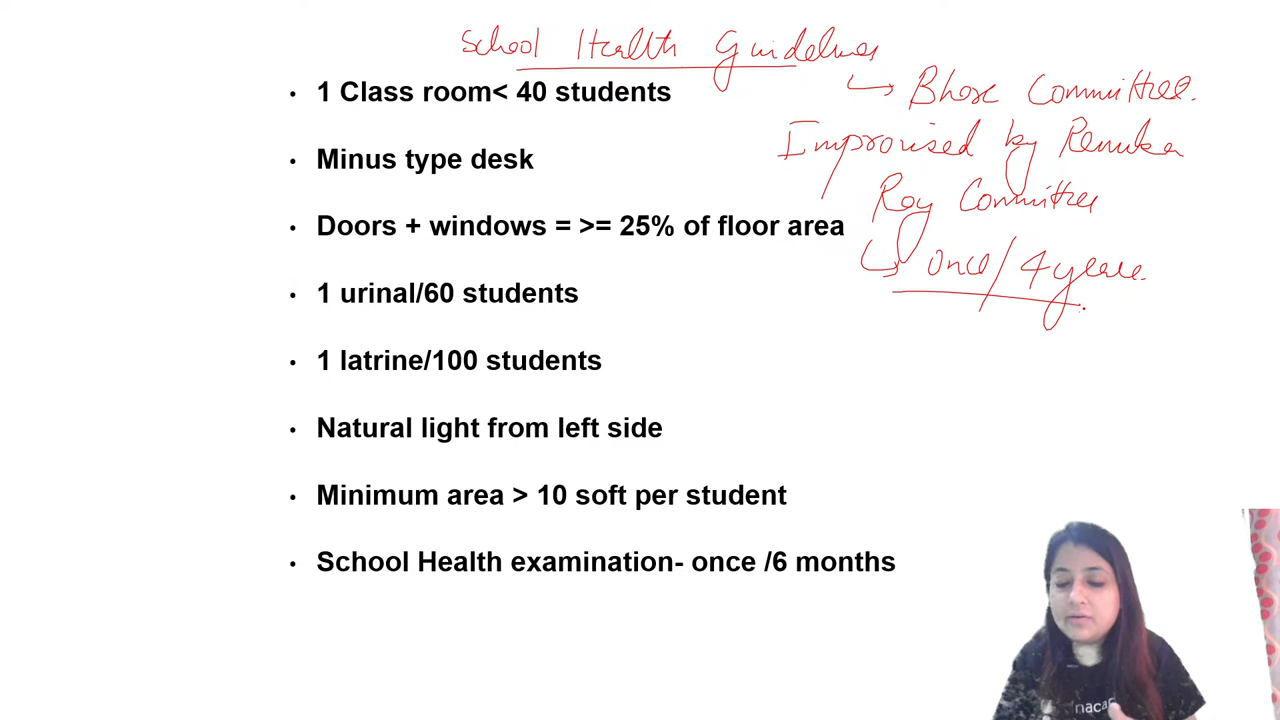 School Health Guidelines
• 1 Class room< 40 students
Bhore Committee.
Improvised by Renuka
• Minus type desk
Roy Committee
• Doors + windows = >= 25% of floor area
once/4 years.
• 1 urinal/60 students
• 1 latrine/100 students
• Natural light from left side
• Minimum area > 10 soft per student
• School Health examination- once /6 months
nacar